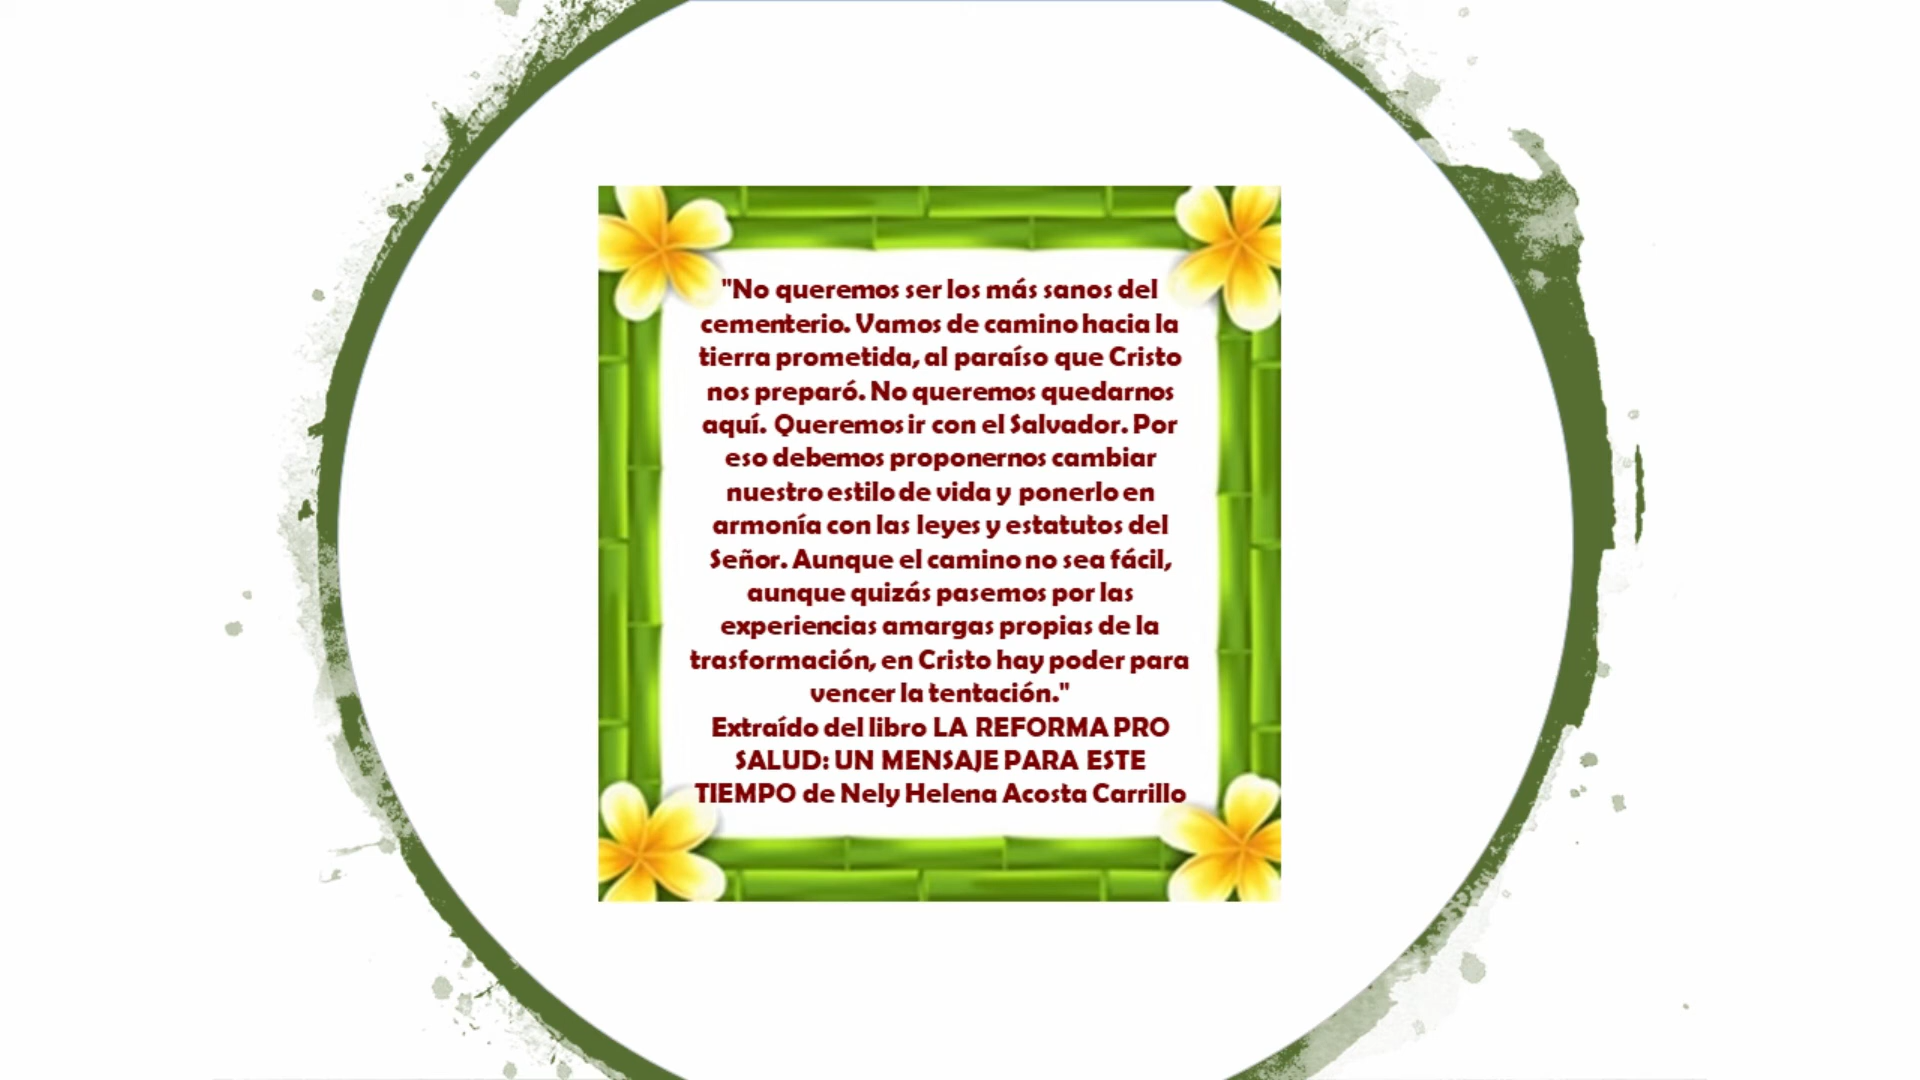 "No queremos ser los más sanos del
cementerio. Vamos de camino hacia la
tierra prometida, al paraíso que Cristo
nos preparó. No queremos quedarnos
aquí. Queremos ir con el Salvador. Por
eso debemos proponernos cambiar
nuestro estilo de vida y ponerlo en
armonía con las leyes y estatutos del
Señor. Aunque el camino no sea fácil,
aunque quizás pasemos por las
experiencias amargas propias de la
trasformación, en Cristo hay poder para
vencer la tentación."
Extraído del libro LA REFORMA PRO
SALUD: UN MENSAJE PARA ESTE
TIEMPO de Nely Helena Acosta Carrillo